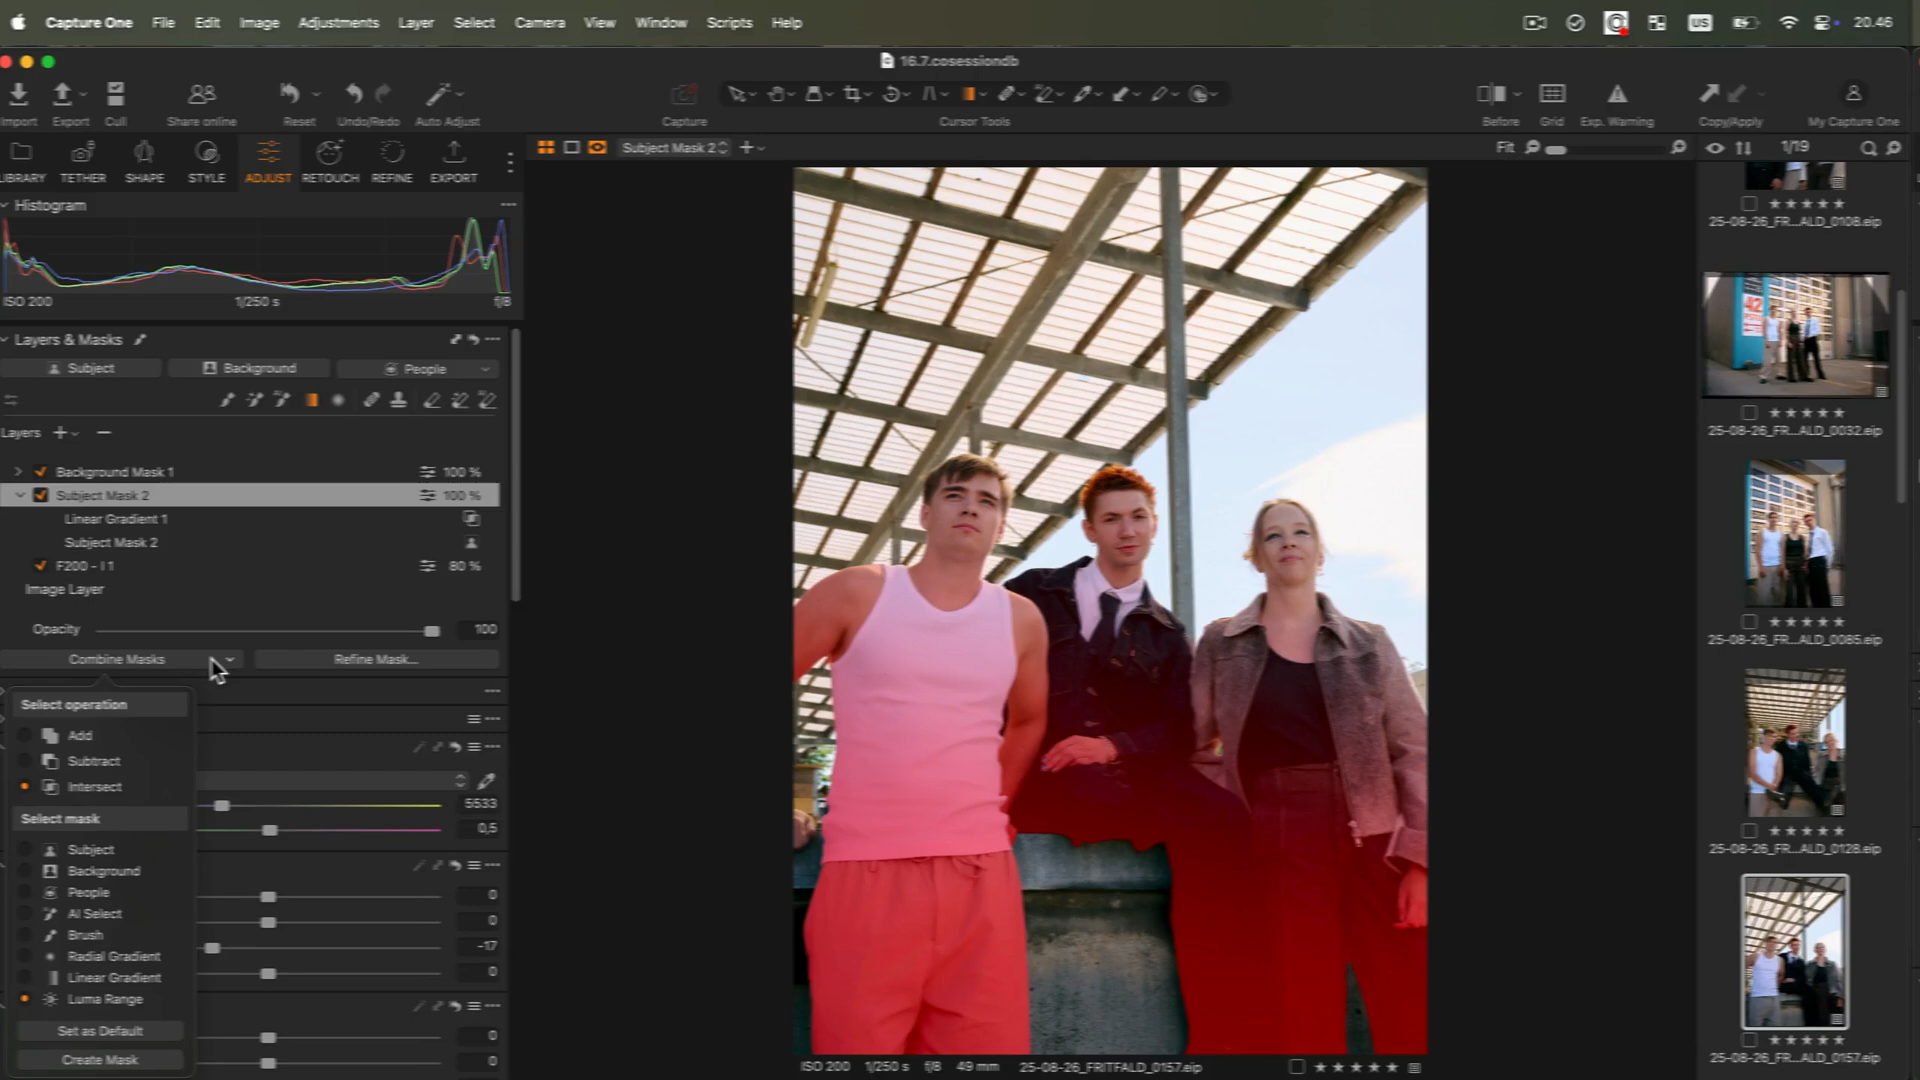 Capture One File Edit Image Adjustments Layer Select Camera View Window Scripts Help
US 20.46
16.7.cosessiondb
Import Export Cull Share online Reset Undo/Redo Auto Adjust Capture Cursor Tools Before Grid Exp. Warning Copy/Apply My Capture One
LIBRARY TETHER SHAPE STYLE ADJUST RETOUCH REFINE EXPORT
Subject Mask 2
Fit
1/19
Histogram
ISO 200 1/250 s f/8
Layers & Masks
Subject Background People
Layers
Background Mask 1 100 %
Subject Mask 2 100 %
Linear Gradient 1
Subject Mask 2
F200 - I 1 80 %
Image Layer
Opacity 100
Combine Masks Refine Mask...
Select operation
Add
Subtract
Intersect
Select mask
Subject
Background
People
AI Select
Brush
Radial Gradient
Linear Gradient
Luma Range
Set as Default
Create Mask
5533
0,5
0
0
-17
0
0
0
ISO 200 1/250 s f/8 49 mm 25-08-26_FRITFALD_0157.eip
25-08-26_FR...ALD_0108.eip
42
25-08-26_FR...ALD_0032.eip
25-08-26_FR...ALD_0085.eip
25-08-26_FR...ALD_0128.eip
25-08-26_FR...ALD_0157.eip